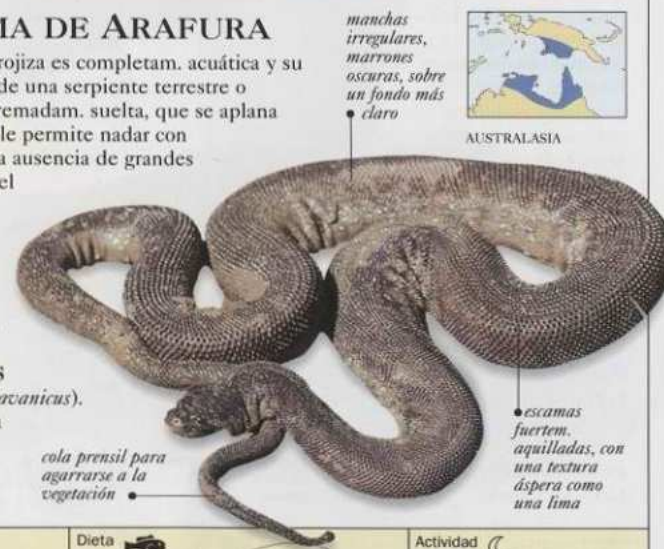 MA DE ARAFURA
rojiza es completam. acuática y su
de una serpiente terrestre o
remadam. suelta, que se aplana
le permite nadar con
a ausencia de grandes
el
manchas
irregulares,
marrones
oscuras, sobre
un fondo más
claro
AUSTRALASIA
s
avanicus).
cola prensil para
agarrarse a la
vegetación
escamas
fuertem.
aquilladas, con
una textura
áspera como
una lima
Dieta
Actividad